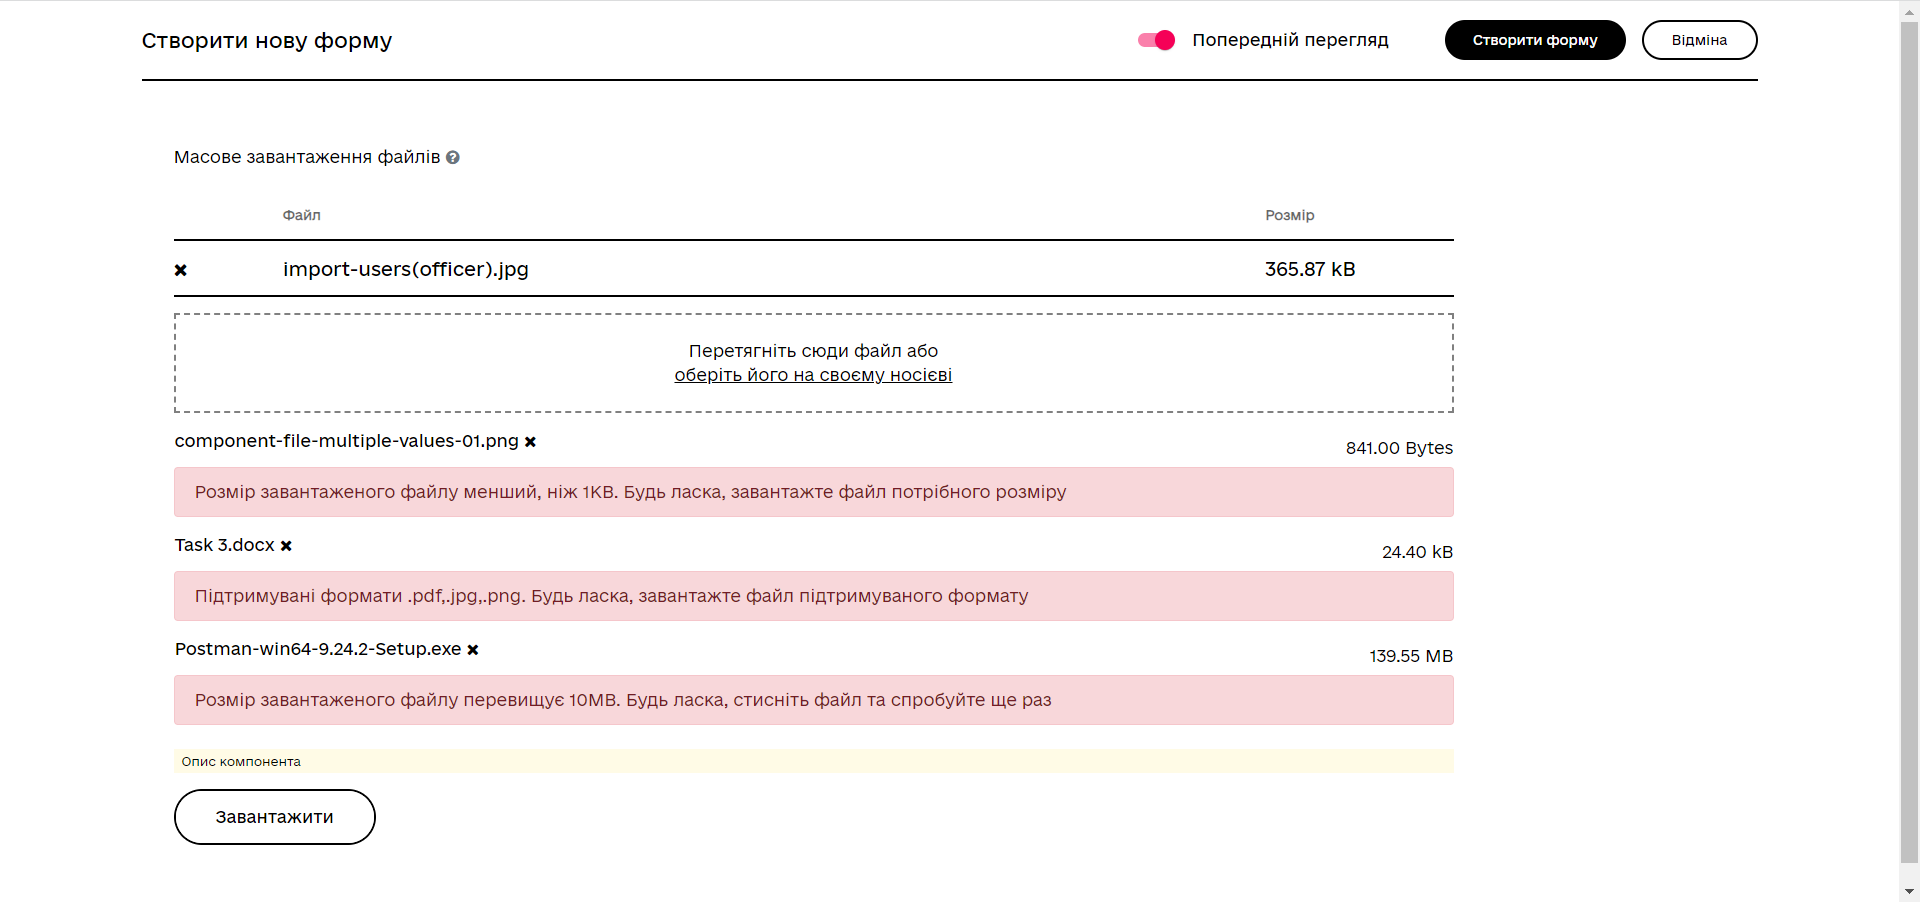 Створити нову форму
Попередній перегляд
Створити форму
Відміна
Масове завантаження файлів
Файл
Розмір
import-users(officer).jpg
365.87 kB
Перетягніть сюди файл або
оберіть його на своєму носієві
component-file-multiple-values-01.png
841.00 Bytes
Розмір завантаженого файлу менший, ніж 1KB. Будь ласка, завантажте файл потрібного розміру
Task 3.docx
24.40 kB
Підтримувані формати .pdf,.jpg,.png. Будь ласка, завантажте файл підтримуваного формату
Postman-win64-9.24.2-Setup.exe
139.55 MB
Розмір завантаженого файлу перевищує 10MB. Будь ласка, стисніть файл та спробуйте ще раз
Опис компонента
Завантажити